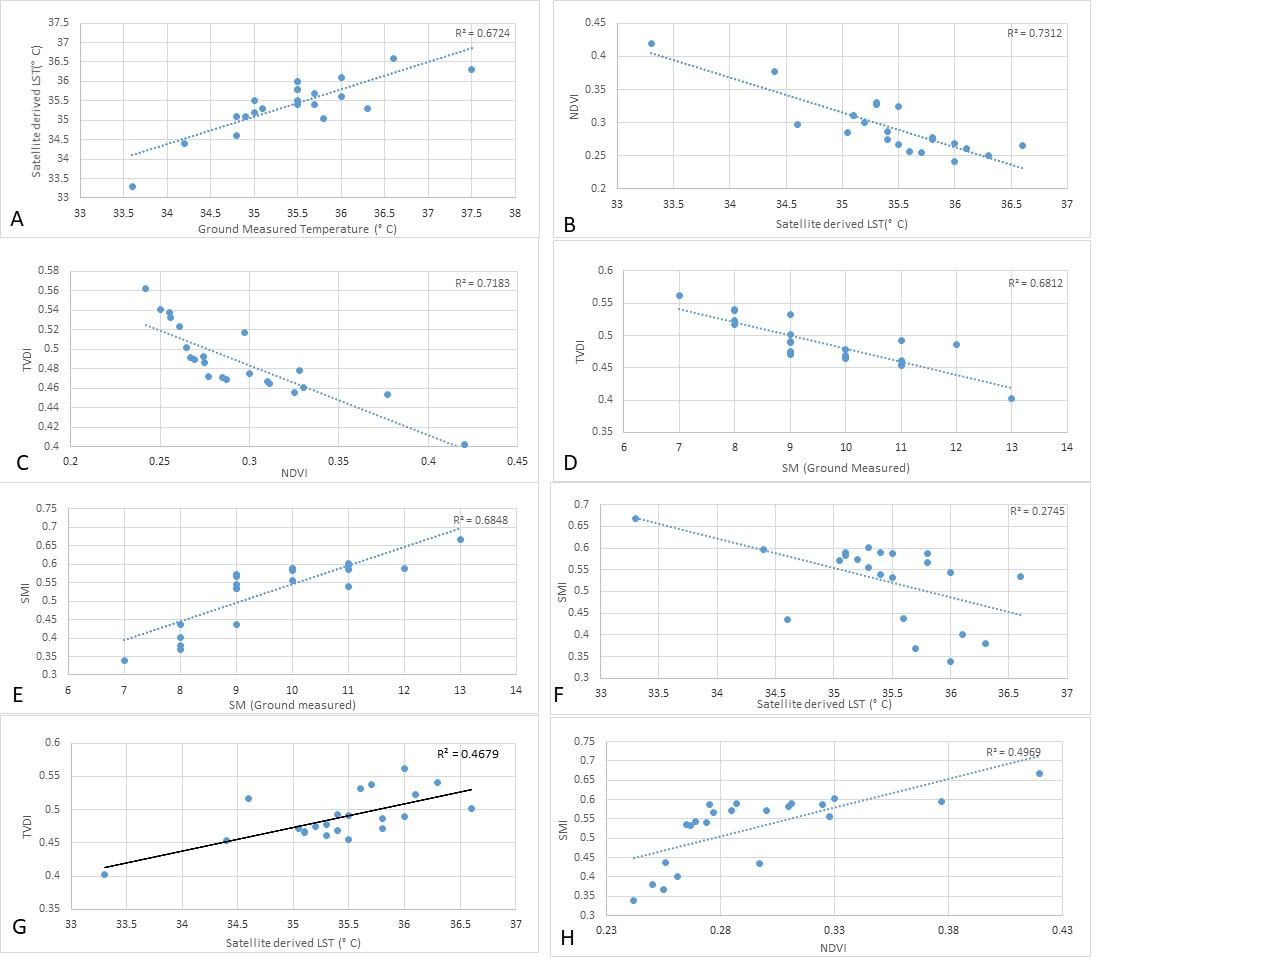 37.5
37
36.5
36
35.5
35
34.5
34
33.5
33
Satellite derived LST(° C)
R² = 0.6724
33 33.5 34 34.5 35 35.5 36 36.5 37 37.5 38
Ground Measured Temperature (° C)
A
0.45
0.4
0.35
0.3
0.25
0.2
NDVI
R² = 0.7312
33 33.5 34 34.5 35 35.5 36 36.5 37
Satellite derived LST(° C)
B
0.58
0.56
0.54
0.52
0.5
0.48
0.46
0.44
0.42
0.4
TVDI
R² = 0.7183
0.2 0.25 0.3 0.35 0.4 0.45
NDVI
C
0.6
0.55
0.5
0.45
0.4
0.35
TVDI
R² = 0.6812
6 7 8 9 10 11 12 13 14
SM (Ground Measured)
D
0.75
0.7
0.65
0.6
0.55
0.5
0.45
0.4
0.35
0.3
SMI
R² = 0.6848
6 7 8 9 10 11 12 13 14
SM (Ground measured)
E
0.7
0.65
0.6
0.55
0.5
0.45
0.4
0.35
0.3
SMI
R² = 0.2745
33 33.5 34 34.5 35 35.5 36 36.5 37
Satellite derived LST (° C)
F
0.6
0.55
0.5
0.45
0.4
0.35
TVDI
R² = 0.4679
33 33.5 34 34.5 35 35.5 36 36.5 37
Satellite derived LST (° C)
G
0.75
0.7
0.65
0.6
0.55
0.5
0.45
0.4
0.35
0.3
SMI
R² = 0.4969
0.23 0.28 0.33 0.38 0.43
NDVI
H